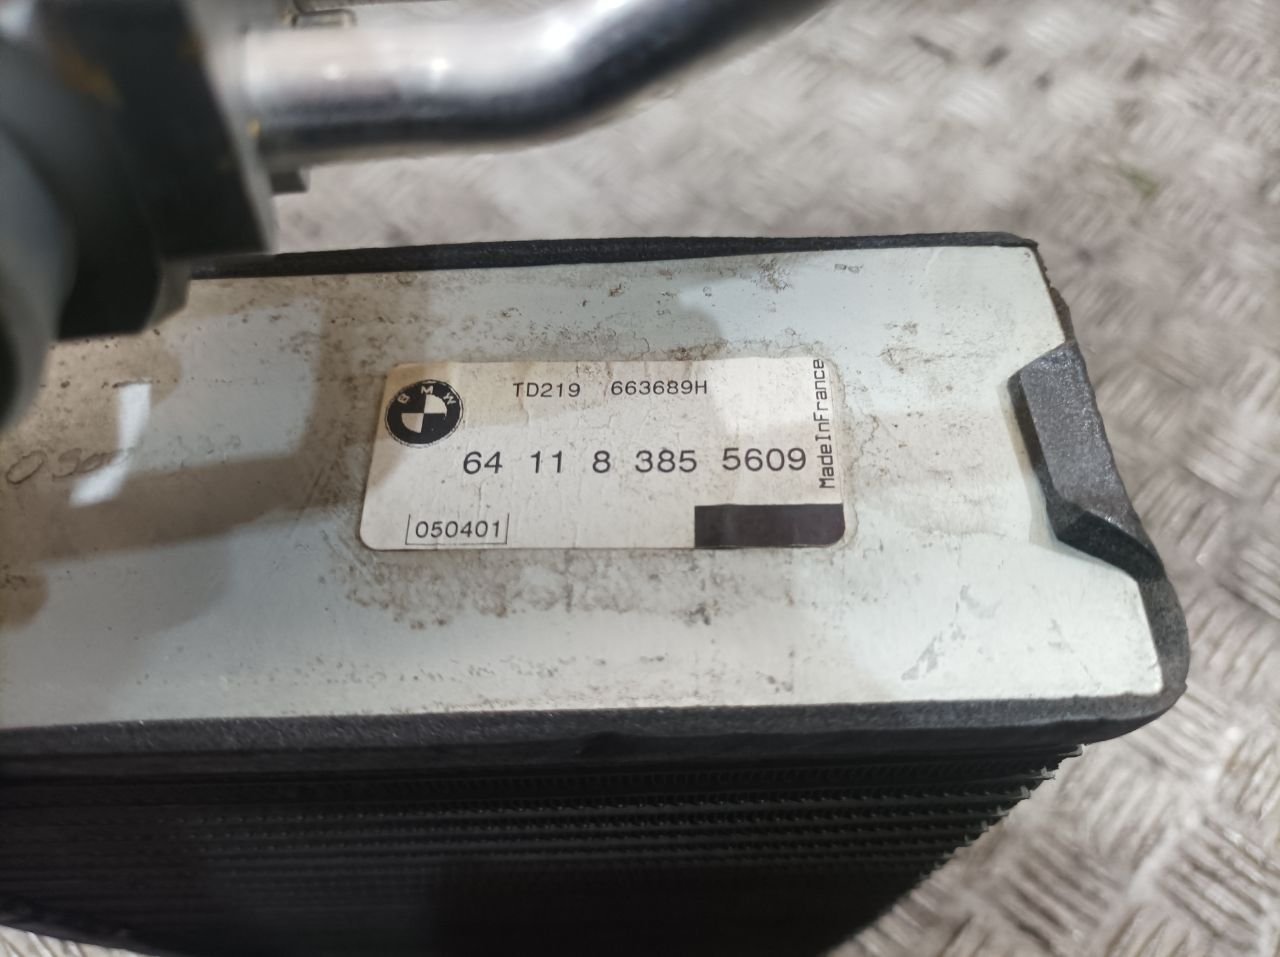 TD219 663689H
BMW
64 11 8 385 5609
MadeInFrance
050401